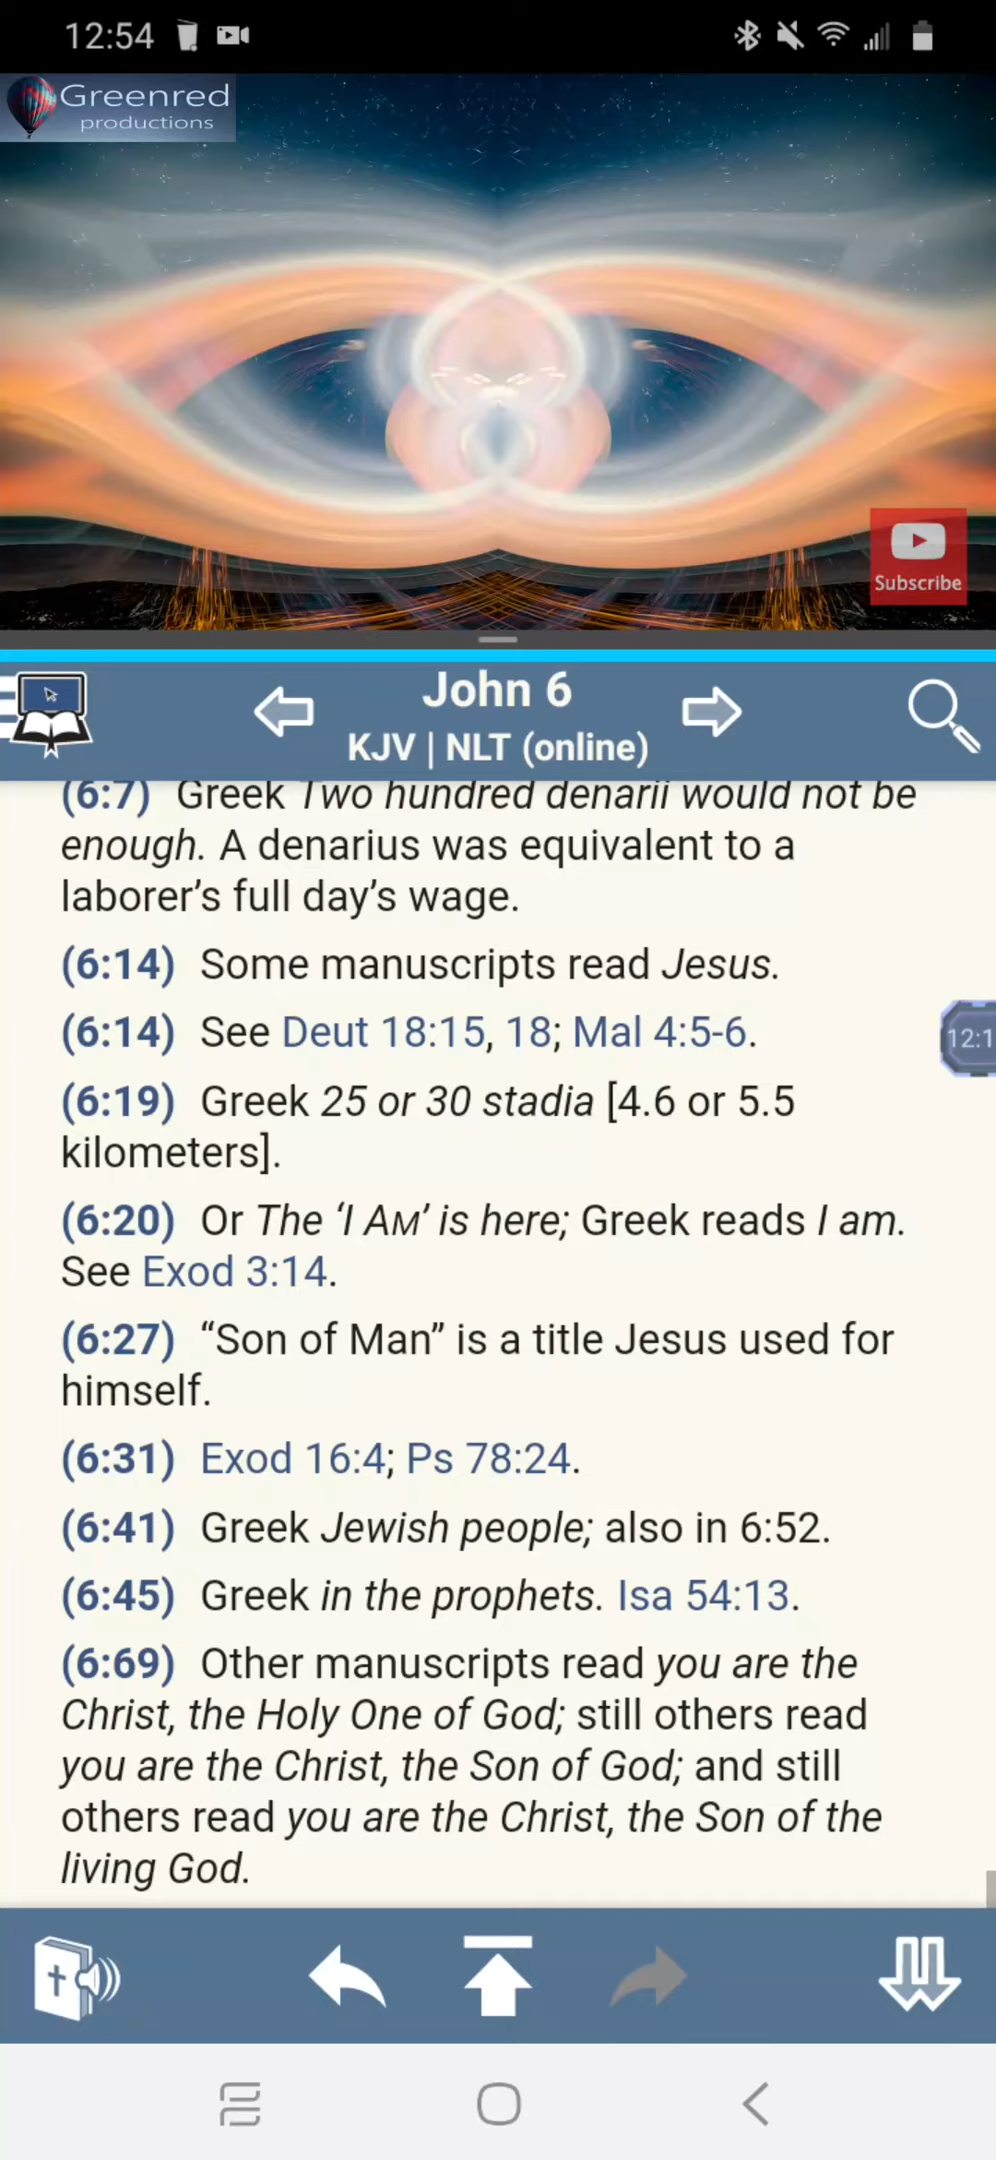 12:54
Greenred
productions
Subscribe
John 6
KJV | NLT (online)
(6:7) Greek Two hundred denarii would not be
enough. A denarius was equivalent to a
laborer’s full day’s wage.
(6:14) Some manuscripts read Jesus.
(6:14) See Deut 18:15, 18; Mal 4:5-6.
12:1
(6:19) Greek 25 or 30 stadia [4.6 or 5.5
kilometers].
(6:20) Or The ‘I AM’ is here; Greek reads I am.
See Exod 3:14.
(6:27) “Son of Man” is a title Jesus used for
himself.
(6:31) Exod 16:4; Ps 78:24.
(6:41) Greek Jewish people; also in 6:52.
(6:45) Greek in the prophets. Isa 54:13.
(6:69) Other manuscripts read you are the
Christ, the Holy One of God; still others read
you are the Christ, the Son of God; and still
others read you are the Christ, the Son of the
living God.